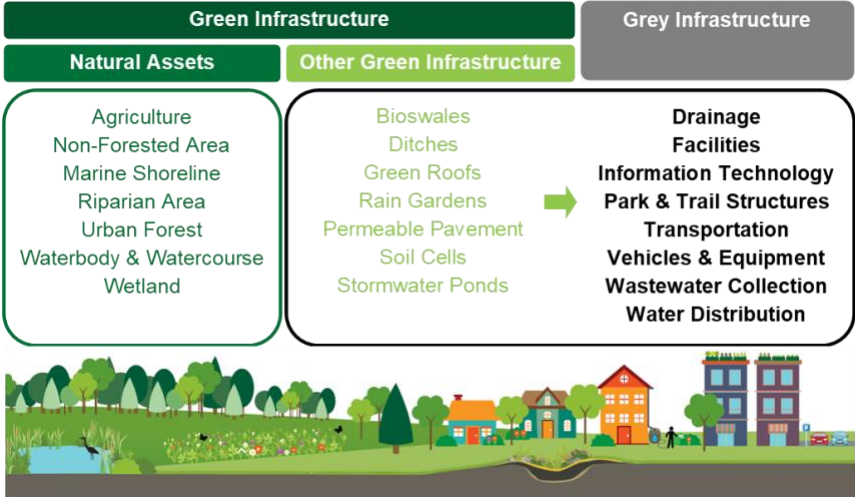 Green Infrastructure
Grey Infrastructure
Natural Assets
Other Green Infrastructure
Agriculture
Non-Forested Area
Marine Shoreline
Riparian Area
Urban Forest
Waterbody & Watercourse
Wetland
Bioswales
Ditches
Green Roofs
Rain Gardens
Permeable Pavement
Soil Cells
Stormwater Ponds
Drainage
Facilities
Information Technology
Park & Trail Structures
Transportation
Vehicles & Equipment
Wastewater Collection
Water Distribution
P